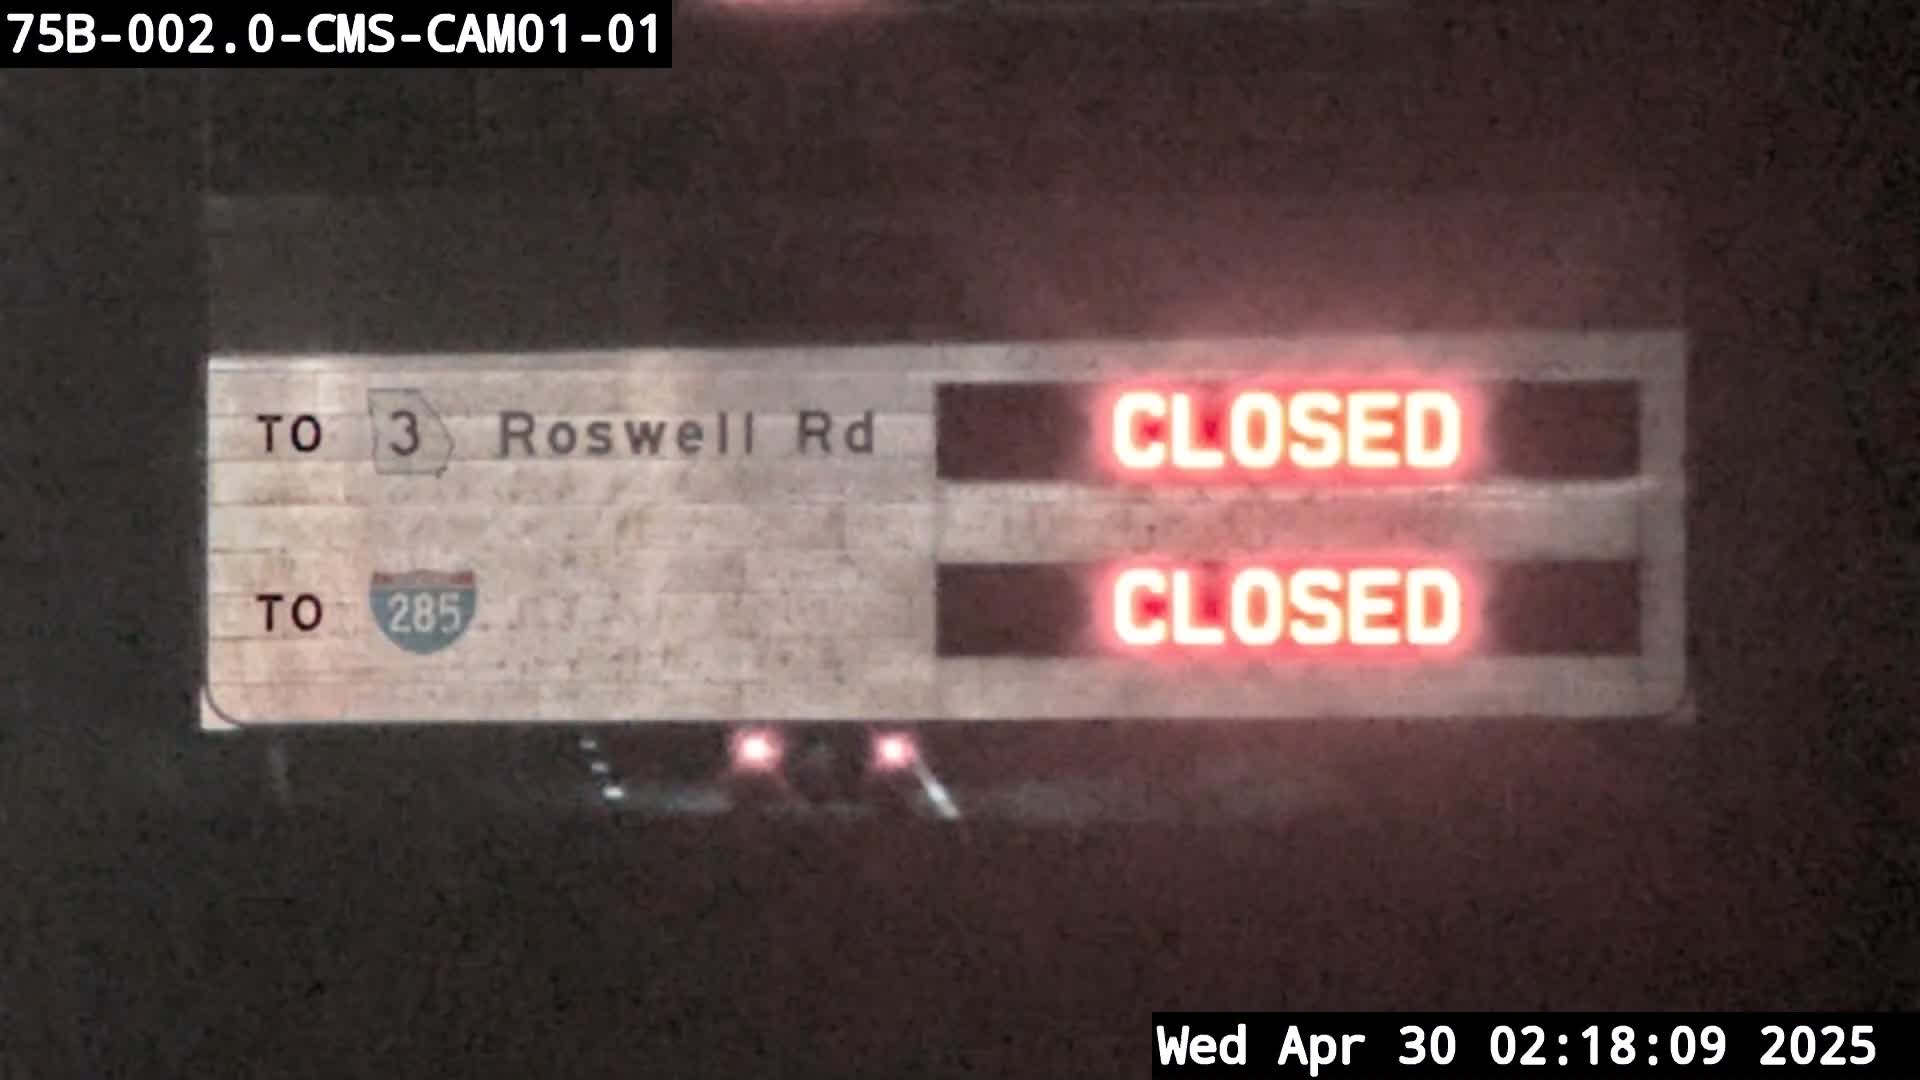 75B-002.0-CMS-CAM01-01
TO 3 Roswell Rd CLOSED
TO 285 CLOSED
Wed Apr 30 02:18:09 2025